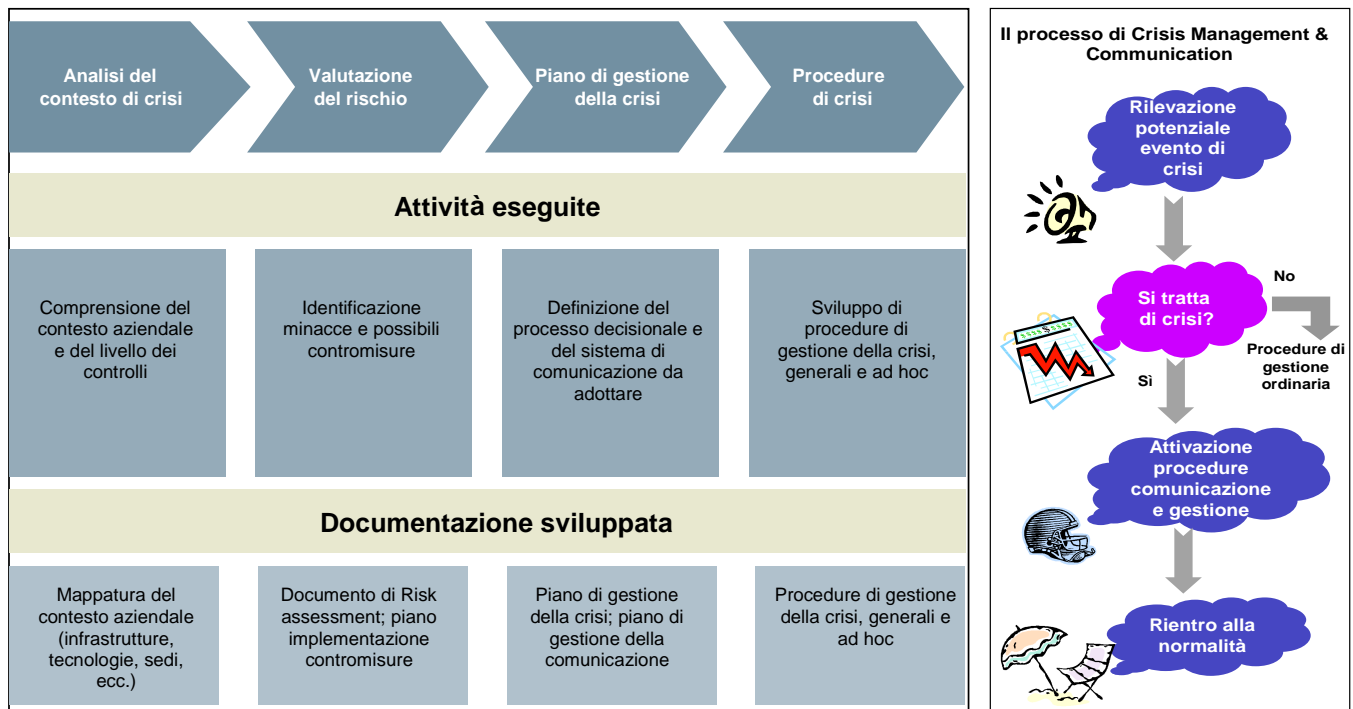 Analisi del
contesto di crisi
Valutazione
del rischio
Piano di gestione
della crisi
Procedure
di crisi
Attività eseguite
Comprensione del
contesto aziendale
e del livello dei
controlli
Identificazione
minacce e possibili
contromisure
Definizione del
processo decisionale e
del sistema di
comunicazione da
adottare
Sviluppo di
procedure di
gestione della crisi,
generali e ad hoc
Documentazione sviluppata
Mappatura del
contesto aziendale
(infrastrutture,
tecnologie, sedi,
ecc.)
Documento di Risk
assessment; piano
implementazione
contromisure
Piano di gestione
della crisi; piano di
gestione della
comunicazione
Procedure di gestione
della crisi, generali e
ad hoc
Il processo di Crisis Management &
Communication
Rilevazione
potenziale
evento di
crisi
Si tratta
di crisi?
No
Procedure di
gestione
ordinaria
Sì
Attivazione
procedure
comunicazione
e gestione
Rientro alla
normalità